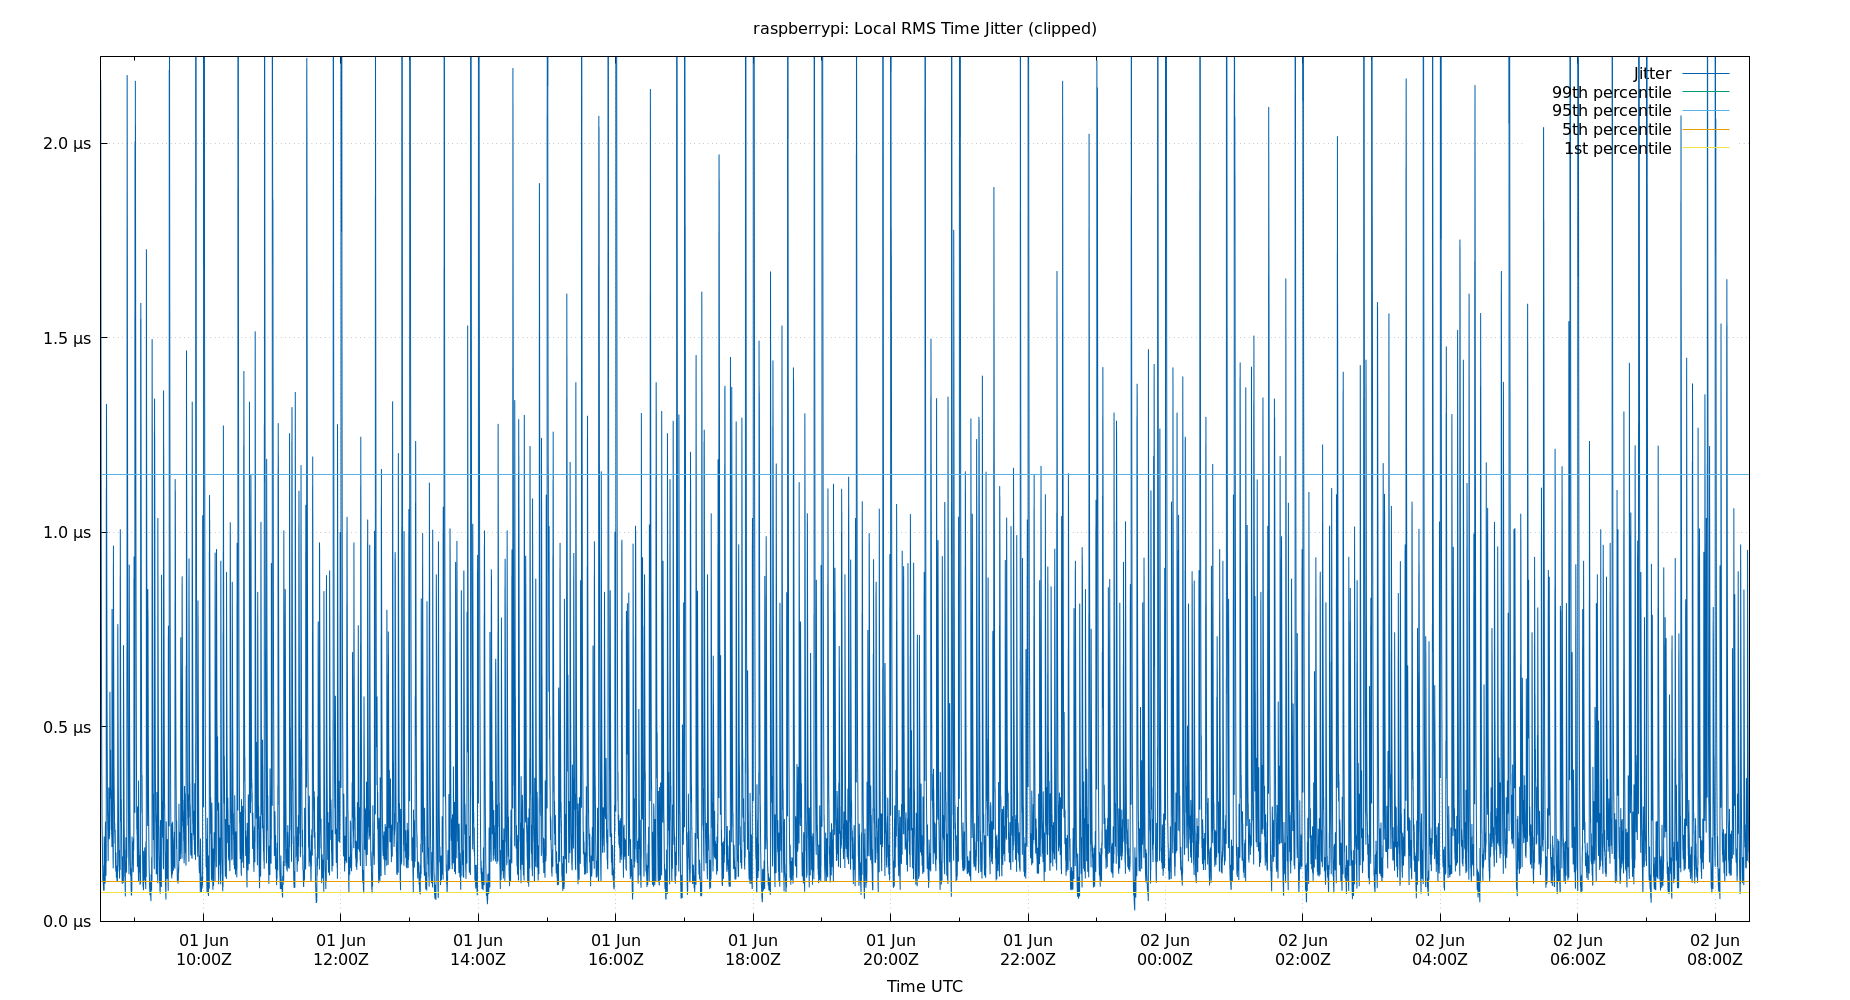 raspberrypi: Local RMS Time Jitter (clipped)
Jitter
99th percentile
95th percentile
5th percentile
1st percentile
2.0 µs
1.5 µs
1.0 µs
0.5 µs
0.0 µs
01 Jun 01 Jun 01 Jun 01 Jun 01 Jun 01 Jun 01 Jun 02 Jun 02 Jun 02 Jun 02 Jun 02 Jun
10:00Z 12:00Z 14:00Z 16:00Z 18:00Z 20:00Z 22:00Z 00:00Z 02:00Z 04:00Z 06:00Z 08:00Z
Time UTC